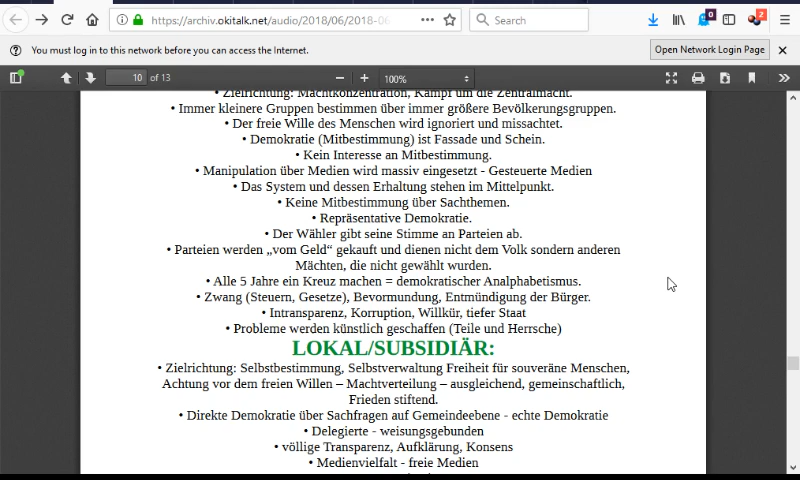 https://archiv.okitalk.net/audio/2018/06/2018-06
Search
0
2
You must log in to this network before you can access the Internet.
Open Network Login Page
10 of 13
100%
• Zielrichtung: Machtkonzentration, Kampf um die Zentralmacht.
• Immer kleinere Gruppen bestimmen über immer größere Bevölkerungsgruppen.
• Der freie Wille des Menschen wird ignoriert und missachtet.
• Demokratie (Mitbestimmung) ist Fassade und Schein.
• Kein Interesse an Mitbestimmung.
• Manipulation über Medien wird massiv eingesetzt - Gesteuerte Medien
• Das System und dessen Erhaltung stehen im Mittelpunkt.
• Keine Mitbestimmung über Sachthemen.
• Repräsentative Demokratie.
• Der Wähler gibt seine Stimme an Parteien ab.
• Parteien werden „vom Geld“ gekauft und dienen nicht dem Volk sondern anderen
Mächten, die nicht gewählt wurden.
• Alle 5 Jahre ein Kreuz machen = demokratischer Analphabetismus.
• Zwang (Steuern, Gesetze), Bevormundung, Entmündigung der Bürger.
• Intransparenz, Korruption, Willkür, tiefer Staat
• Probleme werden künstlich geschaffen (Teile und Herrsche)
LOKAL/SUBSIDIÄR:
• Zielrichtung: Selbstbestimmung, Selbstverwaltung Freiheit für souveräne Menschen,
Achtung vor dem freien Willen – Machtverteilung – ausgleichend, gemeinschaftlich,
Frieden stiftend.
• Direkte Demokratie über Sachfragen auf Gemeindeebene - echte Demokratie
• Delegierte - weisungsgebunden
• völlige Transparenz, Aufklärung, Konsens
• Medienvielfalt - freie Medien